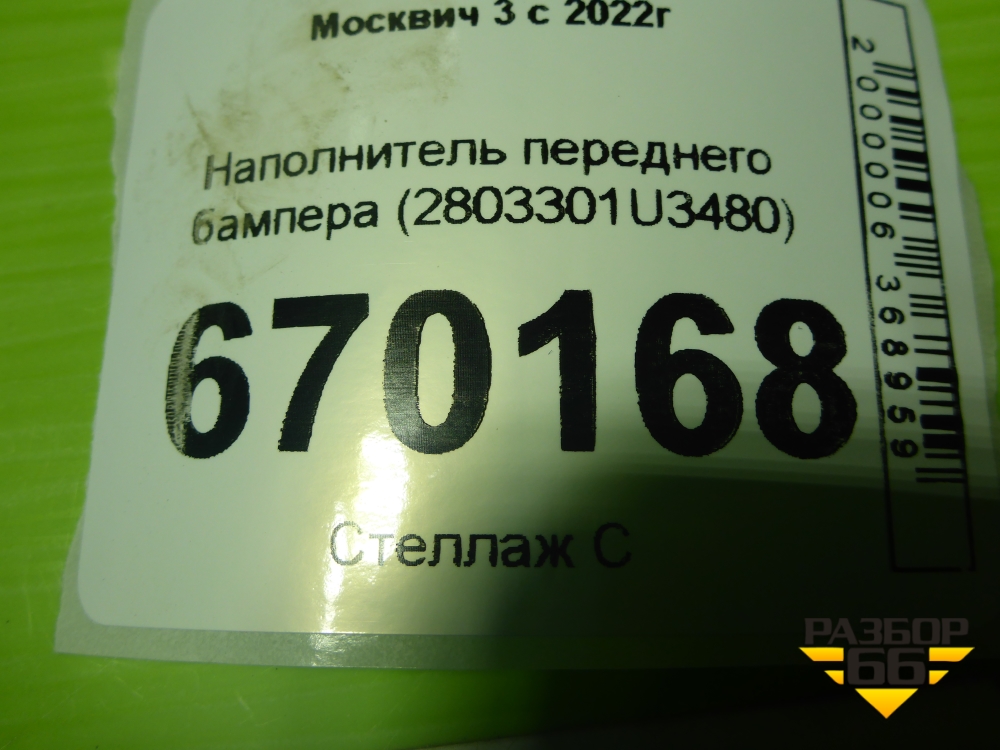 Москвич 3 с 2022г
Наполнитель переднего
бампера (2803301U3480)
670168
Стеллаж С
2000006368959
РАЗБОР
66